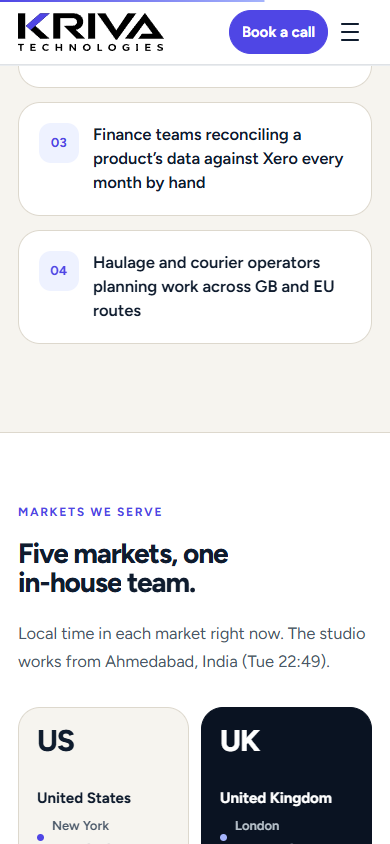 KRIVA
TECHNOLOGIES
Book a call
03
Finance teams reconciling a
product’s data against Xero every
month by hand
04
Haulage and courier operators
planning work across GB and EU
routes
MARKETS WE SERVE
Five markets, one
in-house team.
Local time in each market right now. The studio
works from Ahmedabad, India (Tue 22:49).
US
United States
New York
UK
United Kingdom
London